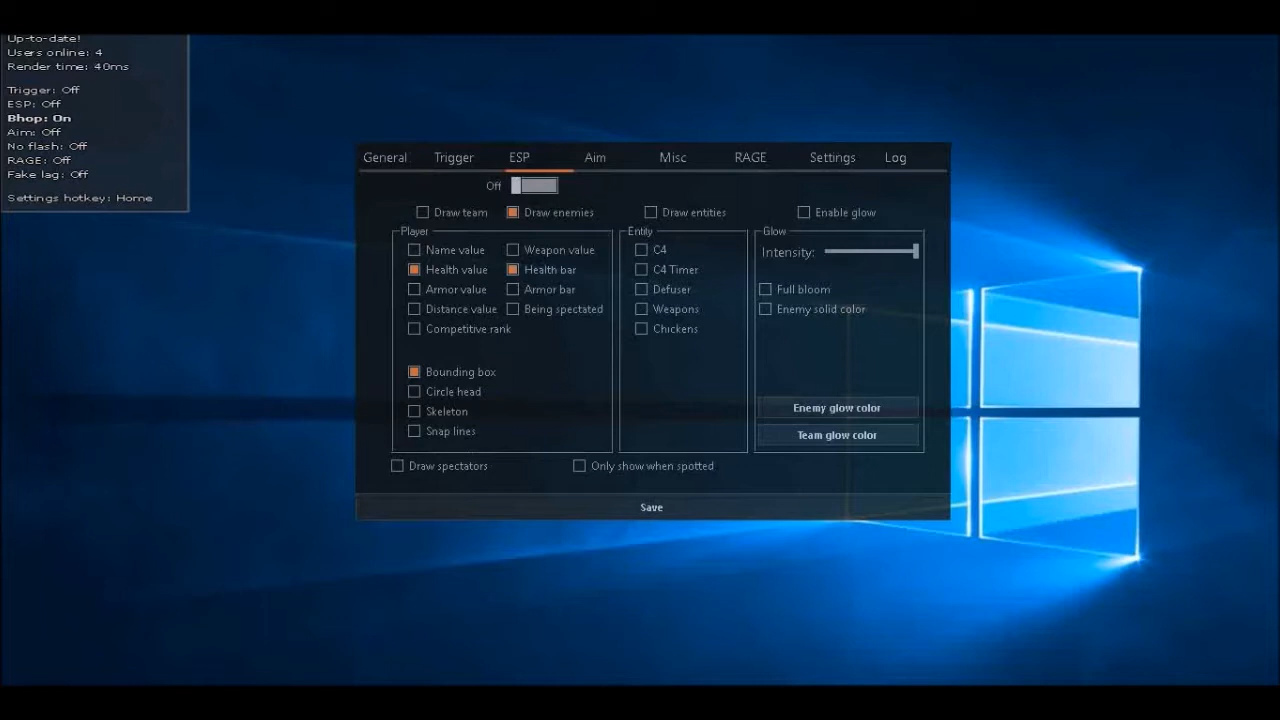 Up-to-date!
Users online: 4
Render time: 40ms
Trigger: Off
ESP: Off
Bhop: On
Aim: Off
No flash: Off
RAGE: Off
Fake lag: Off
Settings hotkey: Home
General Trigger ESP Aim Misc RAGE Settings Log
Off
Draw team Draw enemies Draw entities Enable glow
Player
Name value Weapon value
Health value Health bar
Armor value Armor bar
Distance value Being spectated
Competitive rank
Bounding box
Circle head
Skeleton
Snap lines
Entity
C4
C4 Timer
Defuser
Weapons
Chickens
Glow
Intensity:
Full bloom
Enemy solid color
Enemy glow color
Team glow color
Draw spectators Only show when spotted
Save